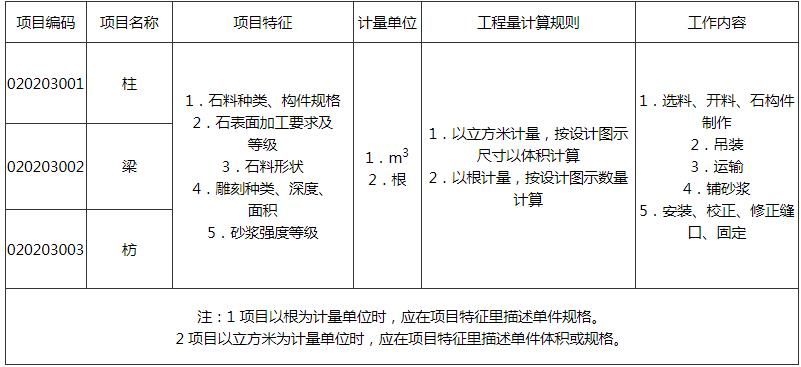 项目编码 项目名称 项目特征 计量单位 工程量计算规则 工作内容
020203001 柱
020203002 梁
020203003 枋
1．石料种类、构件规格
2．石表面加工要求及
等级
3．石料形状
4．雕刻种类、深度、
面积
5．砂浆强度等级
1．m³
2．根
1．以立方米计量，按设计图示
尺寸以体积计算
2．以根计量，按设计图示数量
计算
1．选料、开料、石构件
制作
2．吊装
3．运输
4．铺砂浆
5．安装、校正、修正缝
口、固定
注：1 项目以根为计量单位时，应在项目特征里描述单件规格。
2 项目以立方米为计量单位时，应在项目特征里描述单件体积或规格。